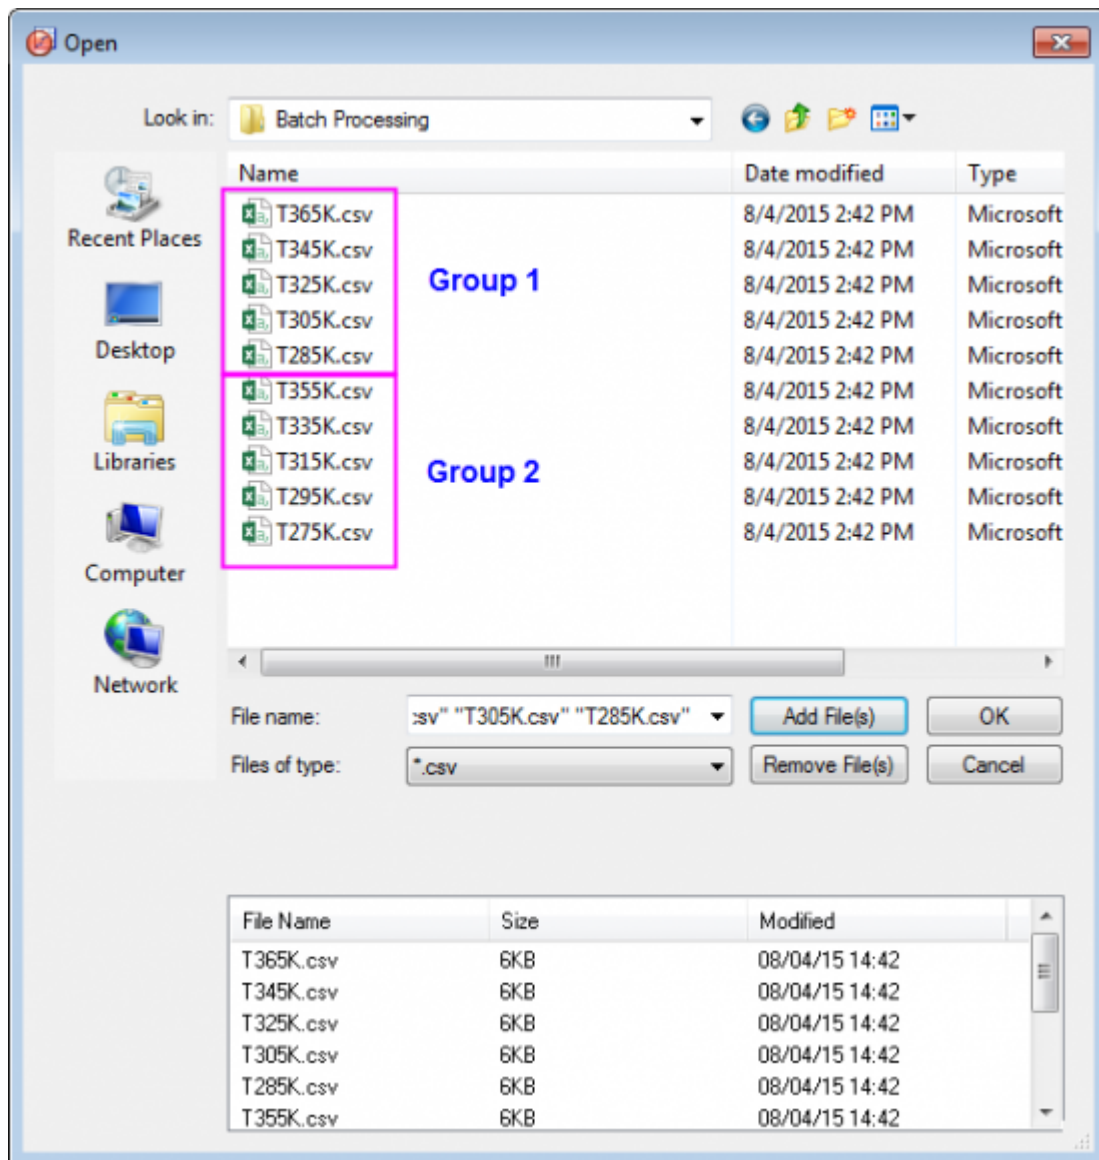 Open
Look in: Batch Processing
Name Date modified Type
T365K.csv 8/4/2015 2:42 PM Microsoft
T345K.csv 8/4/2015 2:42 PM Microsoft
T325K.csv 8/4/2015 2:42 PM Microsoft
T305K.csv 8/4/2015 2:42 PM Microsoft
T285K.csv 8/4/2015 2:42 PM Microsoft
T355K.csv 8/4/2015 2:42 PM Microsoft
T335K.csv 8/4/2015 2:42 PM Microsoft
T315K.csv 8/4/2015 2:42 PM Microsoft
T295K.csv 8/4/2015 2:42 PM Microsoft
T275K.csv 8/4/2015 2:42 PM Microsoft
Group 1
Group 2
Recent Places
Desktop
Libraries
Computer
Network
File name: :sv" "T305K.csv" "T285K.csv" Add File(s) OK
Files of type: *.csv Remove File(s) Cancel
File Name Size Modified
T365K.csv 6KB 08/04/15 14:42
T345K.csv 6KB 08/04/15 14:42
T325K.csv 6KB 08/04/15 14:42
T305K.csv 6KB 08/04/15 14:42
T285K.csv 6KB 08/04/15 14:42
T355K.csv 6KB 08/04/15 14:42